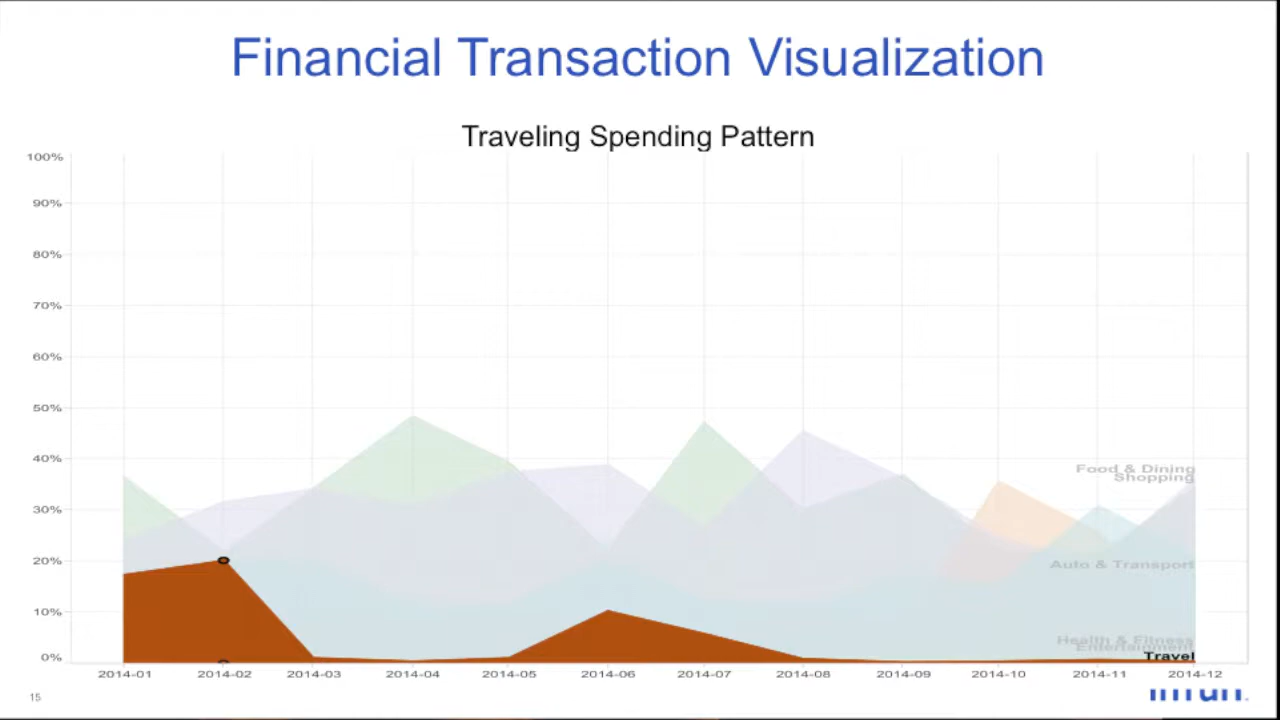 Financial Transaction Visualization
Traveling Spending Pattern
100%
90%
80%
70%
60%
50%
40%
30%
20%
10%
0%
Food & Dining
Shopping
Auto & Transport
Health & Fitness
Entertainment
Travel
2014-01 2014-02 2014-03 2014-04 2014-05 2014-06 2014-07 2014-08 2014-09 2014-10 2014-11 2014-12
15